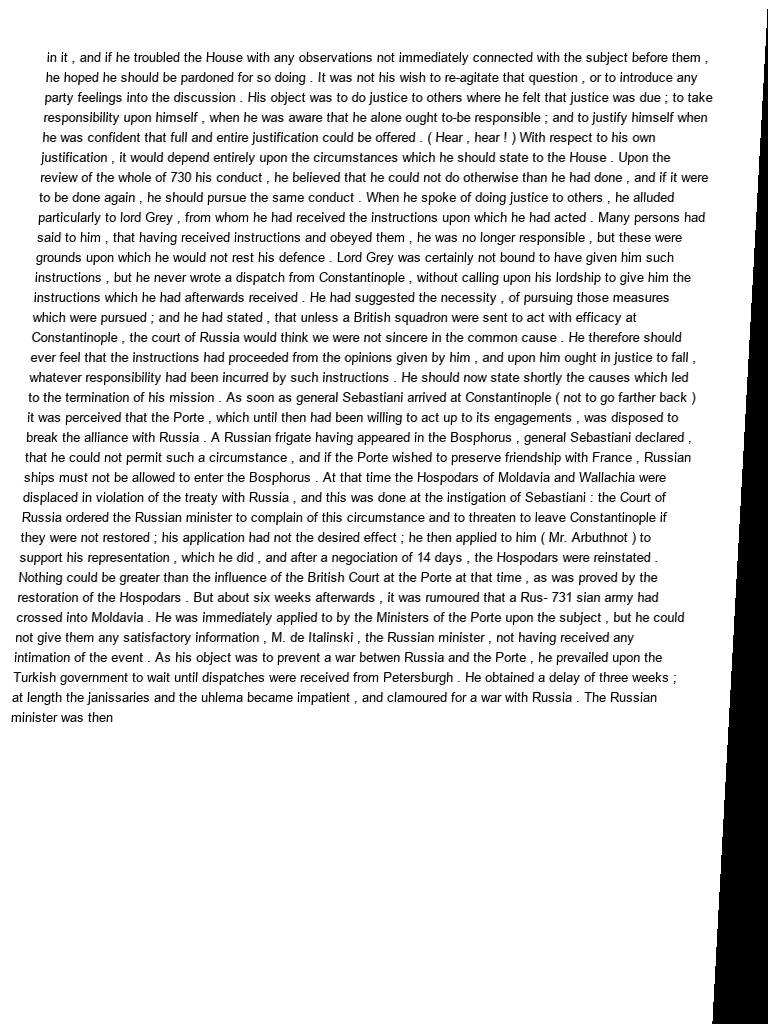 in it , and if he troubled the House with any observations not immediately connected with the subject before them ,
he hoped he should be pardoned for so doing . It was not his wish to re-agitate that question , or to introduce any
party feelings into the discussion . His object was to do justice to others where he felt that justice was due ; to take
responsibility upon himself , when he was aware that he alone ought to-be responsible ; and to justify himself when
he was confident that full and entire justification could be offered . ( Hear , hear ! ) With respect to his own
justification , it would depend entirely upon the circumstances which he should state to the House . Upon the
review of the whole of 730 his conduct , he believed that he could not do otherwise than he had done , and if it were
to be done again , he should pursue the same conduct . When he spoke of doing justice to others , he alluded
particularly to lord Grey , from whom he had received the instructions upon which he had acted . Many persons had
said to him , that having received instructions and obeyed them , he was no longer responsible , but these were
grounds upon which he would not rest his defence . Lord Grey was certainly not bound to have given him such
instructions , but he never wrote a dispatch from Constantinople , without calling upon his lordship to give him the
instructions which he had afterwards received . He had suggested the necessity , of pursuing those measures
which were pursued ; and he had stated , that unless a British squadron were sent to act with efficacy at
Constantinople , the court of Russia would think we were not sincere in the common cause . He therefore should
ever feel that the instructions had proceeded from the opinions given by him , and upon him ought in justice to fall ,
whatever responsibility had been incurred by such instructions . He should now state shortly the causes which led
to the termination of his mission . As soon as general Sebastiani arrived at Constantinople ( not to go farther back )
it was perceived that the Porte , which until then had been willing to act up to its engagements , was disposed to
break the alliance with Russia . A Russian frigate having appeared in the Bosphorus , general Sebastiani declared ,
that he could not permit such a circumstance , and if the Porte wished to preserve friendship with France , Russian
ships must not be allowed to enter the Bosphorus . At that time the Hospodars of Moldavia and Wallachia were
displaced in violation of the treaty with Russia , and this was done at the instigation of Sebastiani : the Court of
Russia ordered the Russian minister to complain of this circumstance and to threaten to leave Constantinople if
they were not restored ; his application had not the desired effect ; he then applied to him ( Mr. Arbuthnot ) to
support his representation , which he did , and after a negociation of 14 days , the Hospodars were reinstated .
Nothing could be greater than the influence of the British Court at the Porte at that time , as was proved by the
restoration of the Hospodars . But about six weeks afterwards , it was rumoured that a Rus- 731 sian army had
crossed into Moldavia . He was immediately applied to by the Ministers of the Porte upon the subject , but he could
not give them any satisfactory information , M. de Italinski , the Russian minister , not having received any
intimation of the event . As his object was to prevent a war betwen Russia and the Porte , he prevailed upon the
Turkish government to wait until dispatches were received from Petersburgh . He obtained a delay of three weeks ;
at length the janissaries and the uhlema became impatient , and clamoured for a war with Russia . The Russian
minister was then